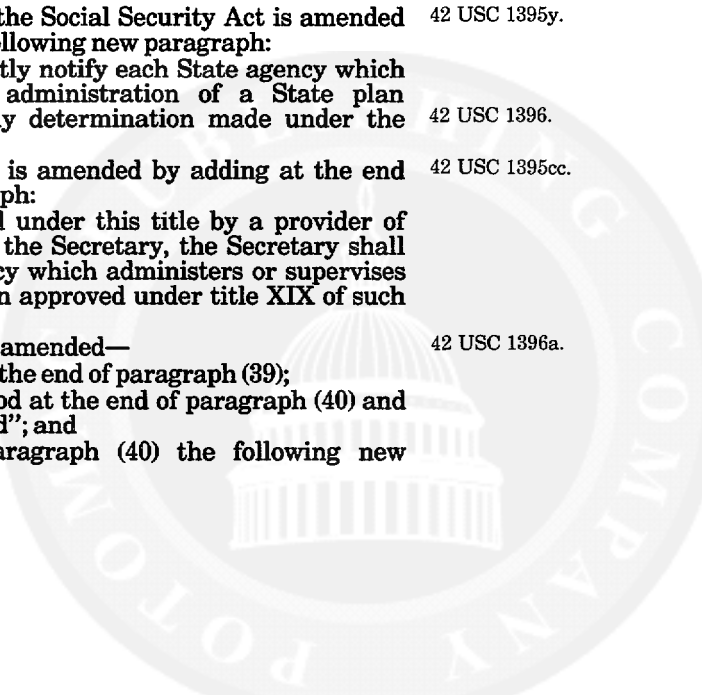 the Social Security Act is amended 42 USC 1395y.
ollowing new paragraph:
tly notify each State agency which
administration of a State plan
y determination made under the 42 USC 1396.
is amended by adding at the end 42 USC 1395cc.
ph:
l under this title by a provider of
the Secretary, the Secretary shall
cy which administers or supervises
n approved under title XIX of such
amended— 42 USC 1396a.
the end of paragraph (39);
od at the end of paragraph (40) and
d"; and
aragraph (40) the following new
POTOM
PUBLISHING
COMPANY